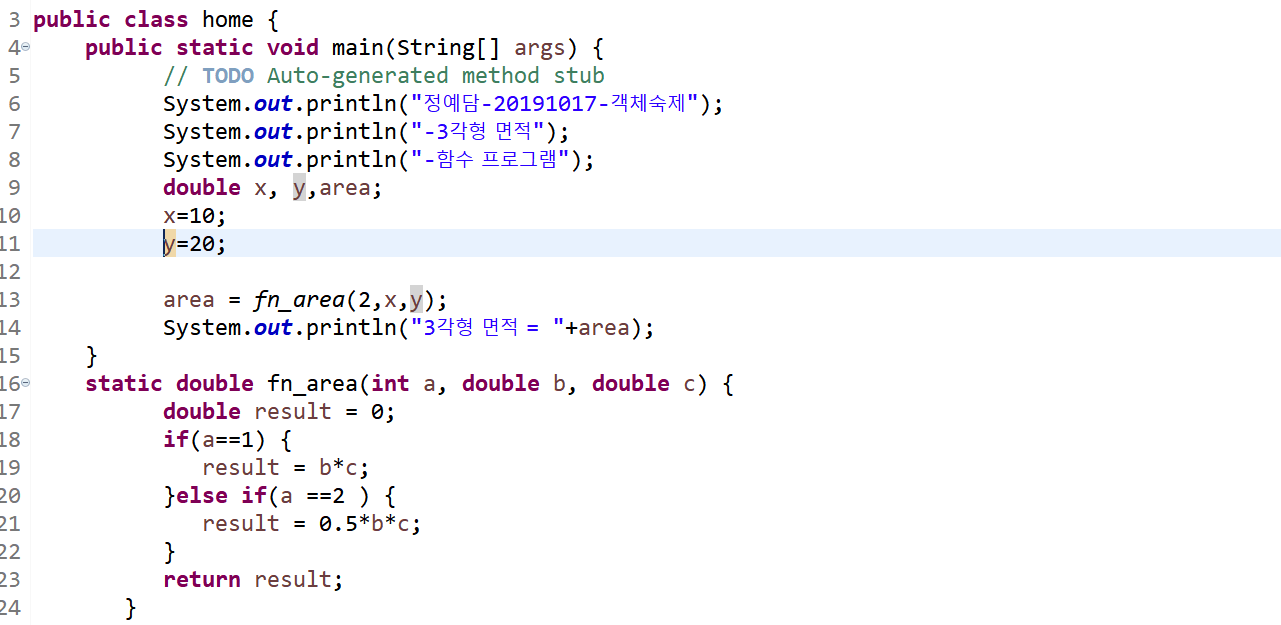 3 public class home {
4 public static void main(String[] args) {
5 // TODO Auto-generated method stub
6 System.out.println("정예담-20191017-객체숙제");
7 System.out.println("-3각형 면적");
8 System.out.println("-함수 프로그램");
9 double x, y,area;
10 x=10;
11 y=20;
12
13 area = fn_area(2,x,y);
14 System.out.println("3각형 면적 = "+area);
15 }
16 static double fn_area(int a, double b, double c) {
17 double result = 0;
18 if(a==1) {
19 result = b*c;
20 }else if(a ==2 ) {
21 result = 0.5*b*c;
22 }
23 return result;
24 }